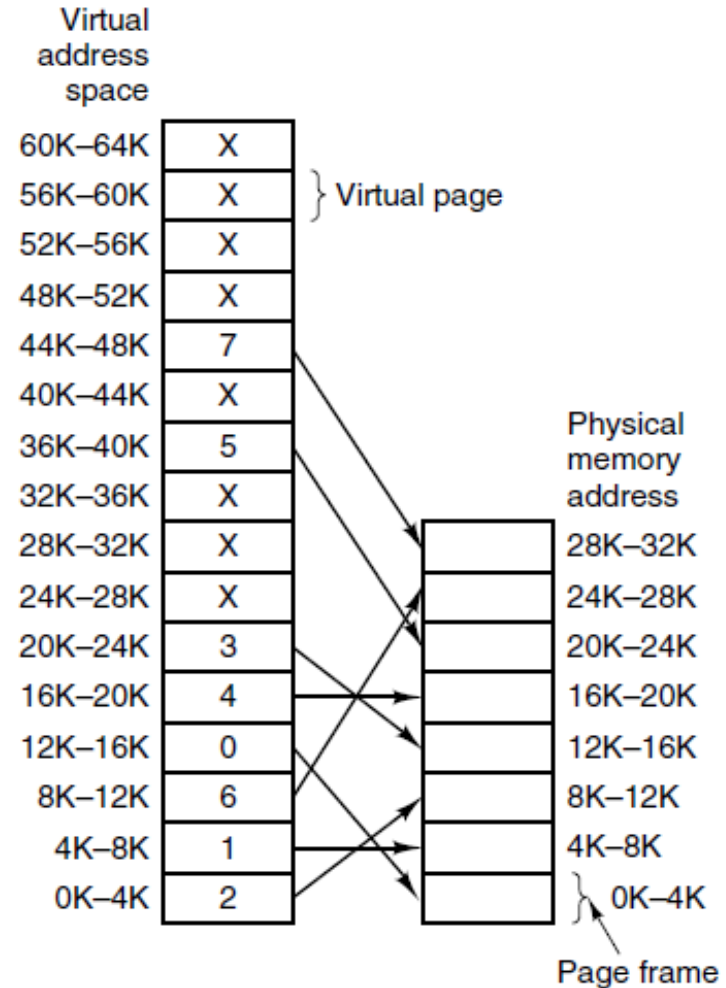 Virtual
address
space
60K–64K X
56K–60K X Virtual page
52K–56K X
48K–52K X
44K–48K 7
40K–44K X
36K–40K 5
32K–36K X
28K–32K X
24K–28K X
20K–24K 3
16K–20K 4
12K–16K 0
8K–12K 6
4K–8K 1
0K–4K 2
Physical
memory
address
28K–32K
24K–28K
20K–24K
16K–20K
12K–16K
8K–12K
4K–8K
0K–4K
Page frame